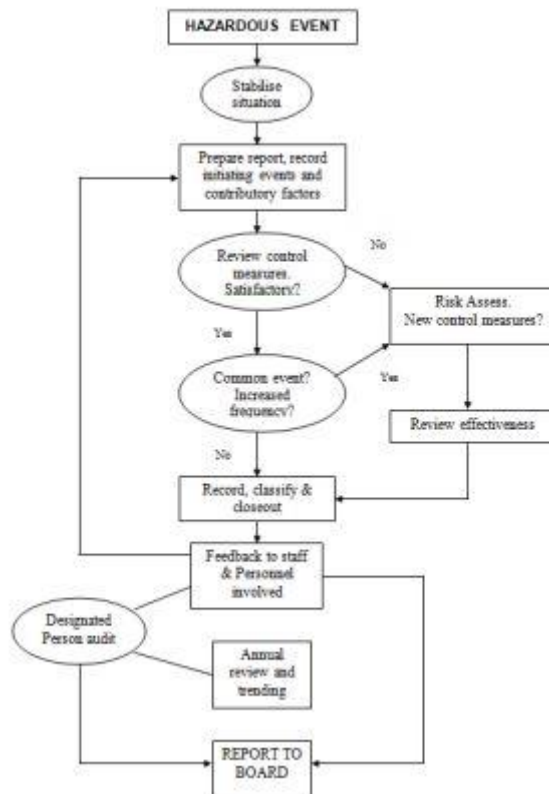 HAZARDOUS EVENT
Stabilise
situation
Prepare report, record
initiating events and
contributory factors
No
Review control
measures.
Satisfactory?
Risk Assess.
New control measures?
Yes
Common event?
Increased
frequency?
Yes
Review effectiveness
No
Record, classify &
closeout
Feedback to staff
& Personnel
involved
Designated
Person audit
Annual
review and
trending
REPORT TO
BOARD